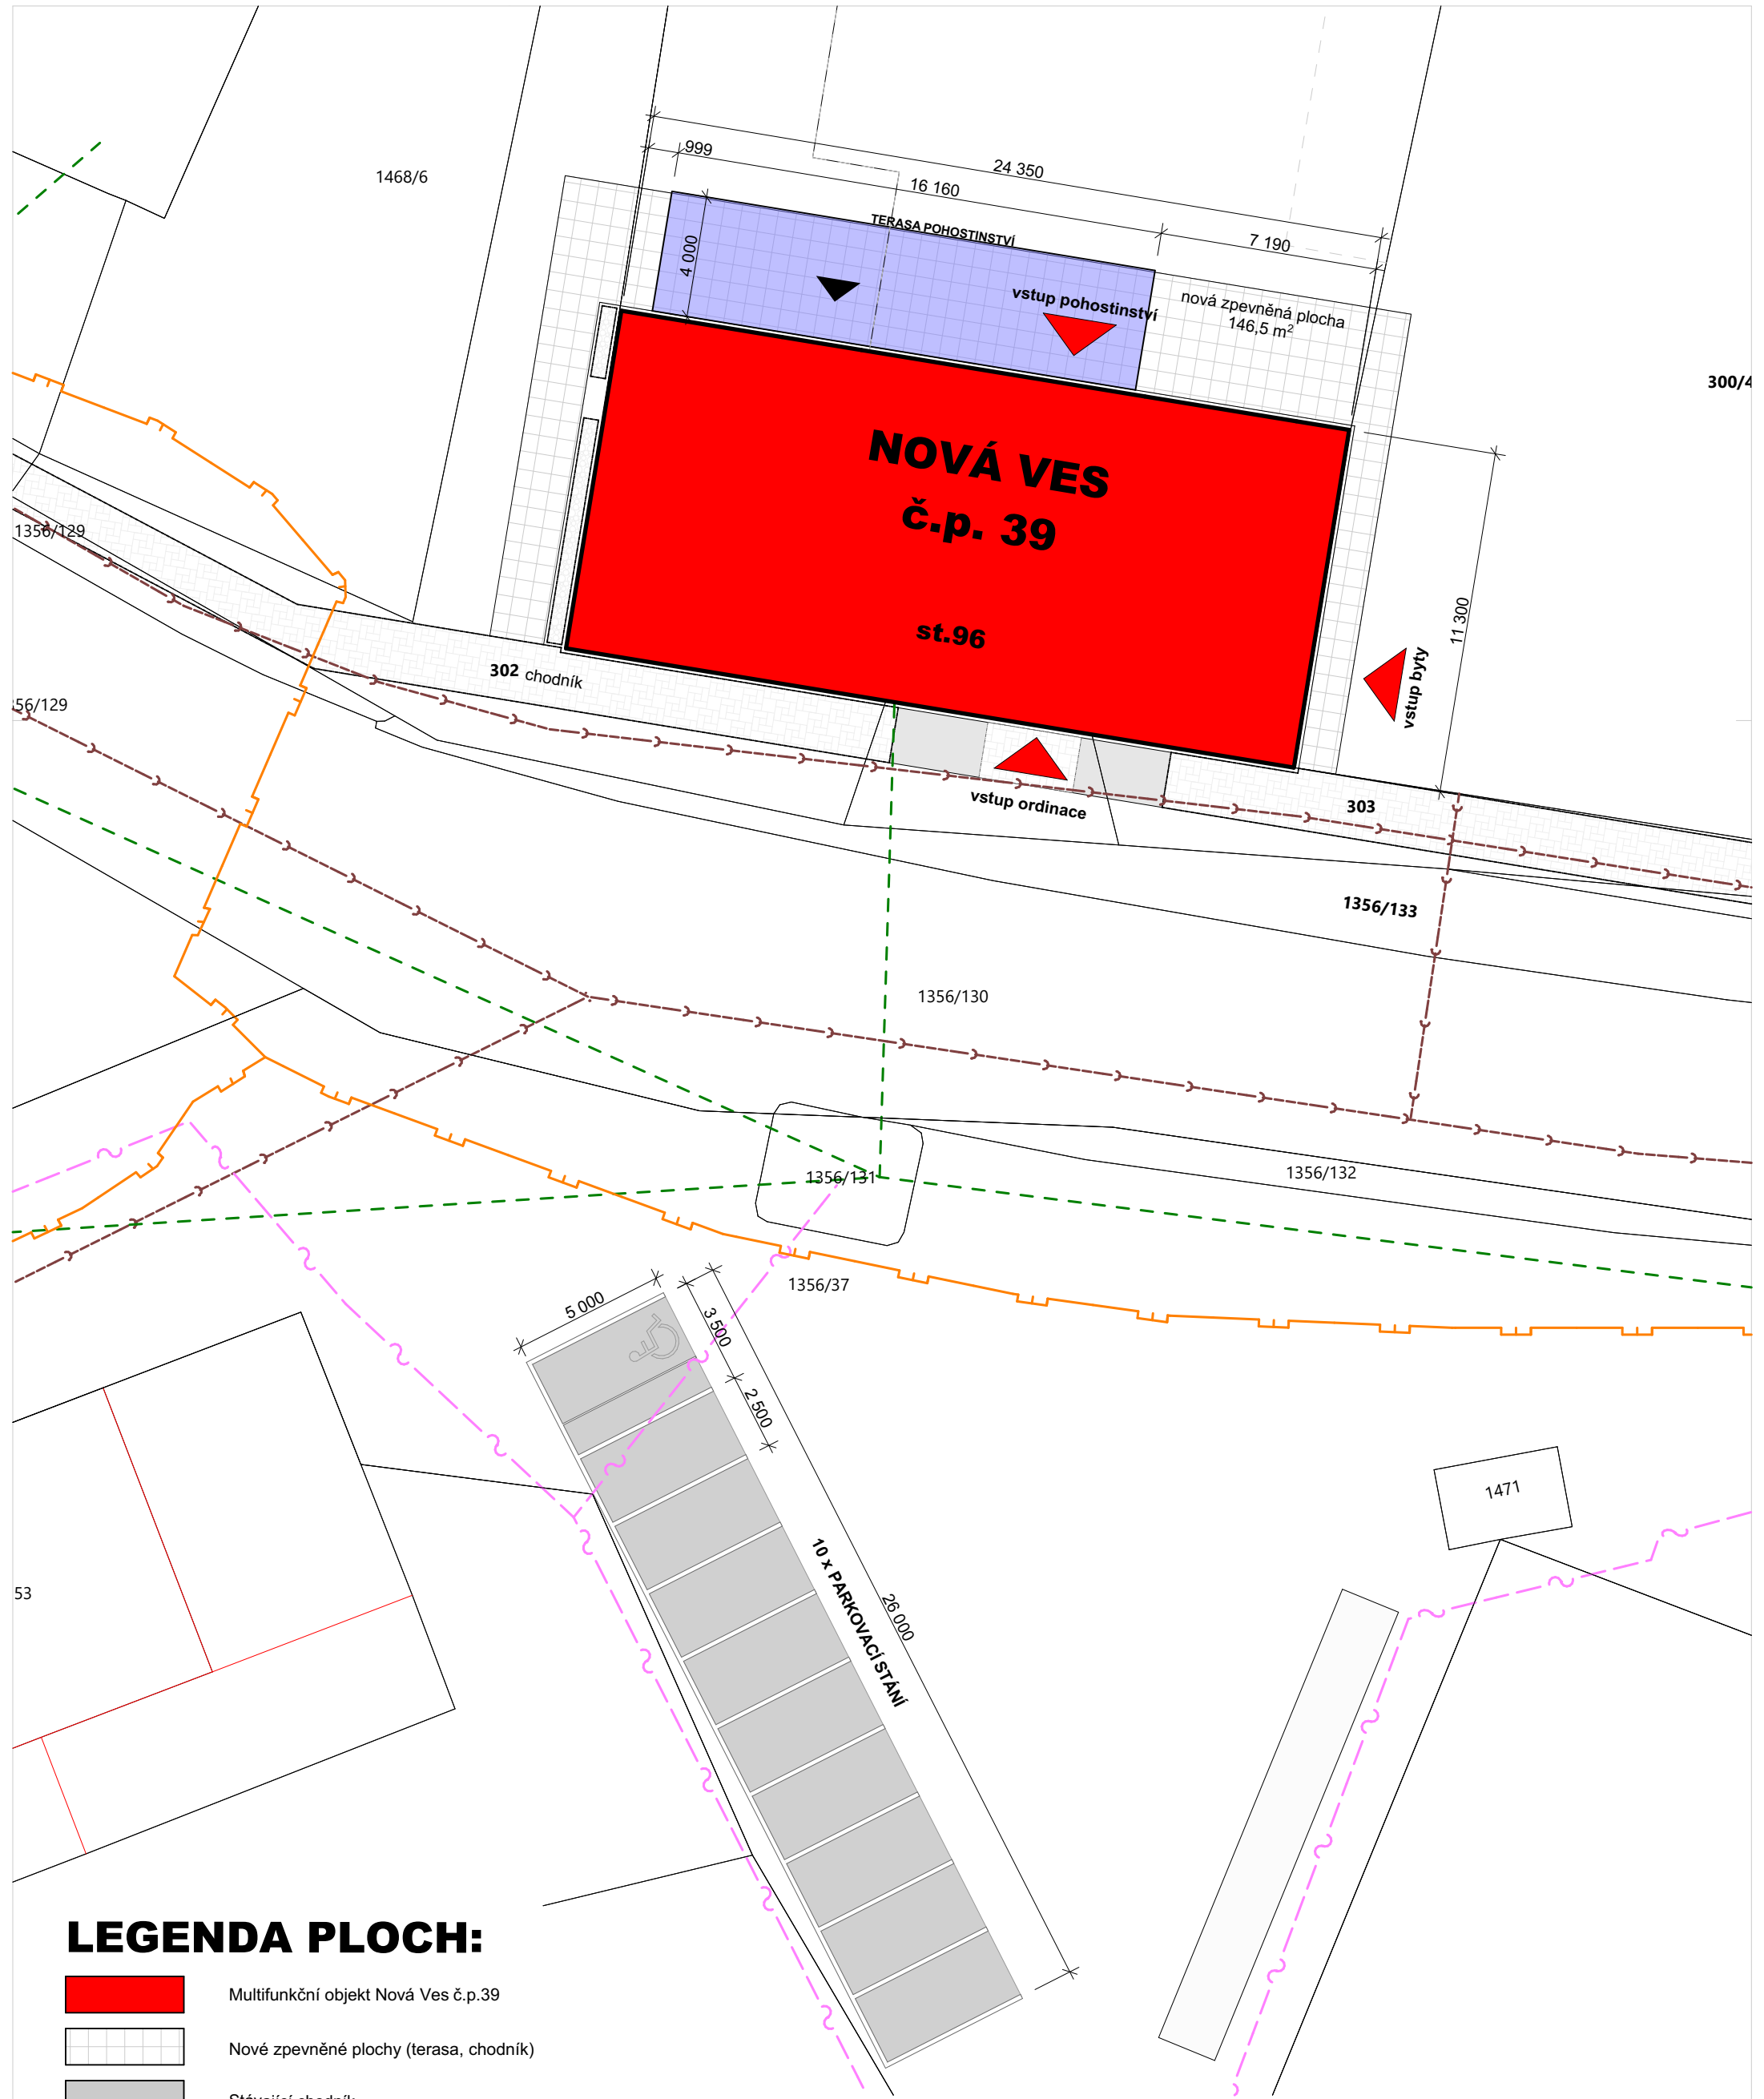 1468/6
999
24 350
16 160
7 190
4 000
TERASA POHOSTINSTVÍ
vstup pohostinství
nová zpevněná plocha
146,5 m²
300/4
NOVÁ VES
č.p. 39
st.96
1356/129
11 300
vstup byty
302 chodník
56/129
vstup ordinace
303
1356/133
1356/130
1356/131
1356/132
1356/37
5 000
3 500
2 500
1471
10 x PARKOVACÍ STÁNÍ
26 000
53
LEGENDA PLOCH:
Multifunkční objekt Nová Ves č.p.39
Nové zpevněné plochy (terasa, chodník)